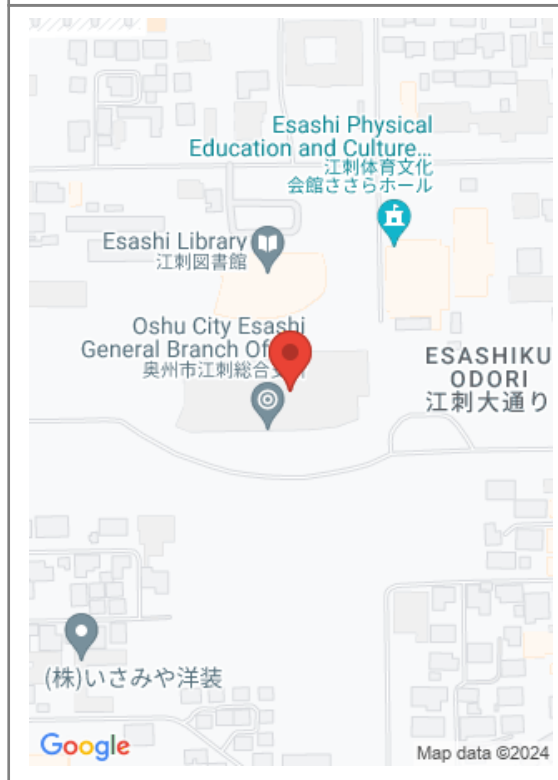 Esashi Physical
Education and Culture...
江刺体育文化
会館ささらホール
Esashi Library
江刺図書館
Oshu City Esashi
General Branch Of
奥州市江刺総合支
ESASHIKU
ODORI
江刺大通り
(株)いさみや洋装
Google
Map data ©2024